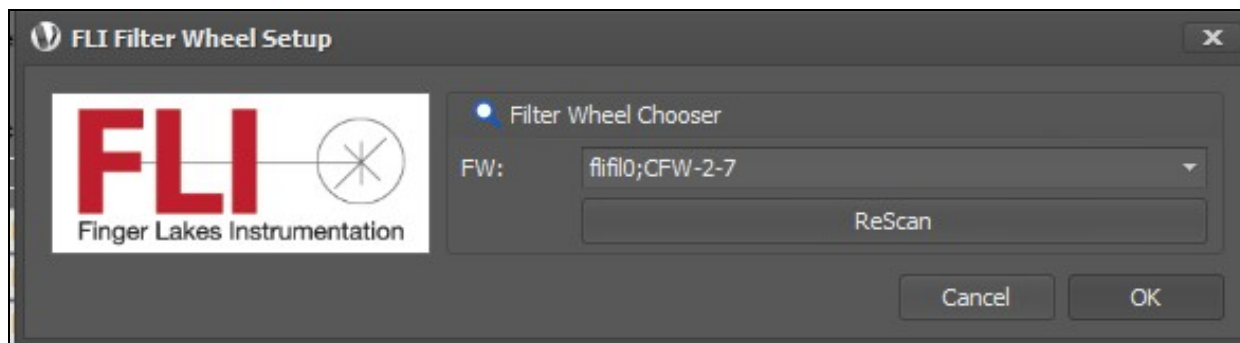 FLI Filter Wheel Setup
FLI
Finger Lakes Instrumentation
Filter Wheel Chooser
FW: flifil0;CFW-2-7
ReScan
Cancel OK